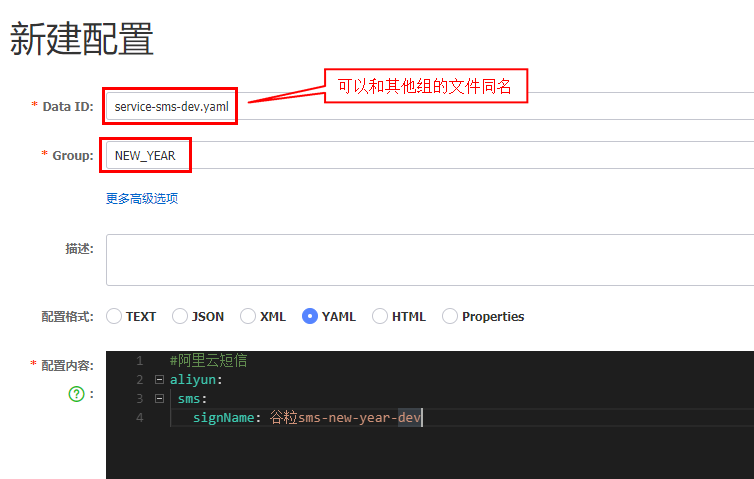 新建配置
可以和其他组的文件同名
* Data ID: service-sms-dev.yaml
* Group: NEW_YEAR
更多高级选项
描述:
配置格式: TEXT JSON XML YAML HTML Properties
* 配置内容: 1 #阿里云短信
? : 2 aliyun:
3 sms:
4 signName: 谷粒sms-new-year-dev